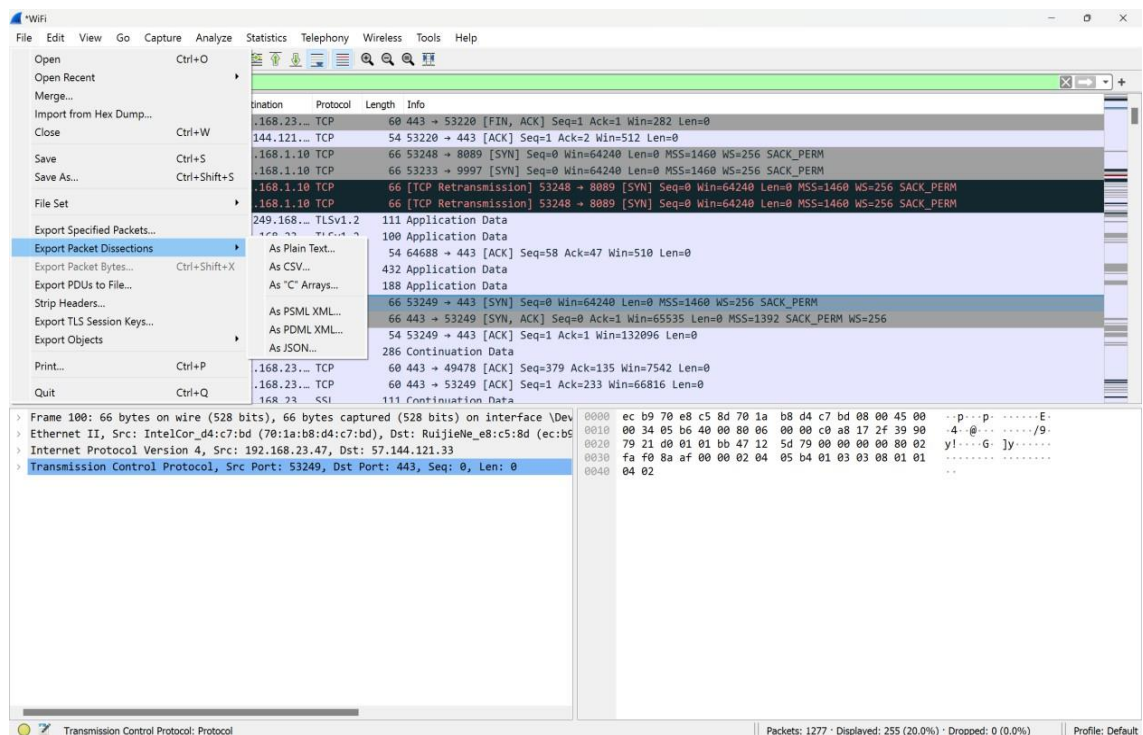 *WiFi
File Edit View Go Capture Analyze Statistics Telephony Wireless Tools Help
Open Ctrl+O
Open Recent
Merge...
Import from Hex Dump...
Close Ctrl+W
Save Ctrl+S
Save As... Ctrl+Shift+S
File Set
Export Specified Packets...
Export Packet Dissections
Export Packet Bytes... Ctrl+Shift+X
Export PDUs to File...
Strip Headers...
Export TLS Session Keys...
Export Objects
Print... Ctrl+P
Quit Ctrl+Q
As Plain Text...
As CSV...
As "C" Arrays...
As PSML XML...
As PDML XML...
As JSON...
tination Protocol Length Info
.168.23... TCP 60 443 → 53220 [FIN, ACK] Seq=1 Ack=1 Win=282 Len=0
144.121... TCP 54 53220 → 443 [ACK] Seq=1 Ack=2 Win=512 Len=0
.168.1.10 TCP 66 53248 → 8089 [SYN] Seq=0 Win=64240 Len=0 MSS=1460 WS=256 SACK_PERM
.168.1.10 TCP 66 53233 → 9997 [SYN] Seq=0 Win=64240 Len=0 MSS=1460 WS=256 SACK_PERM
.168.1.10 TCP 66 [TCP Retransmission] 53248 → 8089 [SYN] Seq=0 Win=64240 Len=0 MSS=1460 WS=256 SACK_PERM
.168.1.10 TCP 66 [TCP Retransmission] 53248 → 8089 [SYN] Seq=0 Win=64240 Len=0 MSS=1460 WS=256 SACK_PERM
249.168... TLSv1.2 111 Application Data
100 Application Data
54 64688 → 443 [ACK] Seq=58 Ack=47 Win=510 Len=0
432 Application Data
188 Application Data
66 53249 → 443 [SYN] Seq=0 Win=64240 Len=0 MSS=1460 WS=256 SACK_PERM
66 443 → 53249 [SYN, ACK] Seq=0 Ack=1 Win=65535 Len=0 MSS=1392 SACK_PERM WS=256
54 53249 → 443 [ACK] Seq=1 Ack=1 Win=132096 Len=0
286 Continuation Data
.168.23... TCP 60 443 → 49478 [ACK] Seq=379 Ack=135 Win=7542 Len=0
.168.23... TCP 60 443 → 53249 [ACK] Seq=1 Ack=233 Win=66816 Len=0
.168.23... SSL 111 Continuation Data
Frame 100: 66 bytes on wire (528 bits), 66 bytes captured (528 bits) on interface \Dev
Ethernet II, Src: IntelCor_d4:c7:bd (70:1a:b8:d4:c7:bd), Dst: RuijieNe_e8:c5:8d (ec:b9
Internet Protocol Version 4, Src: 192.168.23.47, Dst: 57.144.121.33
Transmission Control Protocol, Src Port: 53249, Dst Port: 443, Seq: 0, Len: 0
0000 ec b9 70 e8 c5 8d 70 1a b8 d4 c7 bd 08 00 45 00 ··p···p· ······E·
0010 00 34 05 b6 40 00 80 06 00 00 c0 a8 17 2f 39 90 ·4··@··· ·····/9·
0020 79 21 d0 01 01 bb 47 12 5d 79 00 00 00 00 80 02 y!····G· ]y······
0030 fa f0 8a af 00 00 02 04 05 b4 01 03 03 08 01 01 ········ ········
0040 04 02 ··
Transmission Control Protocol: Protocol
Packets: 1277 · Displayed: 255 (20.0%) · Dropped: 0 (0.0%)
Profile: Default